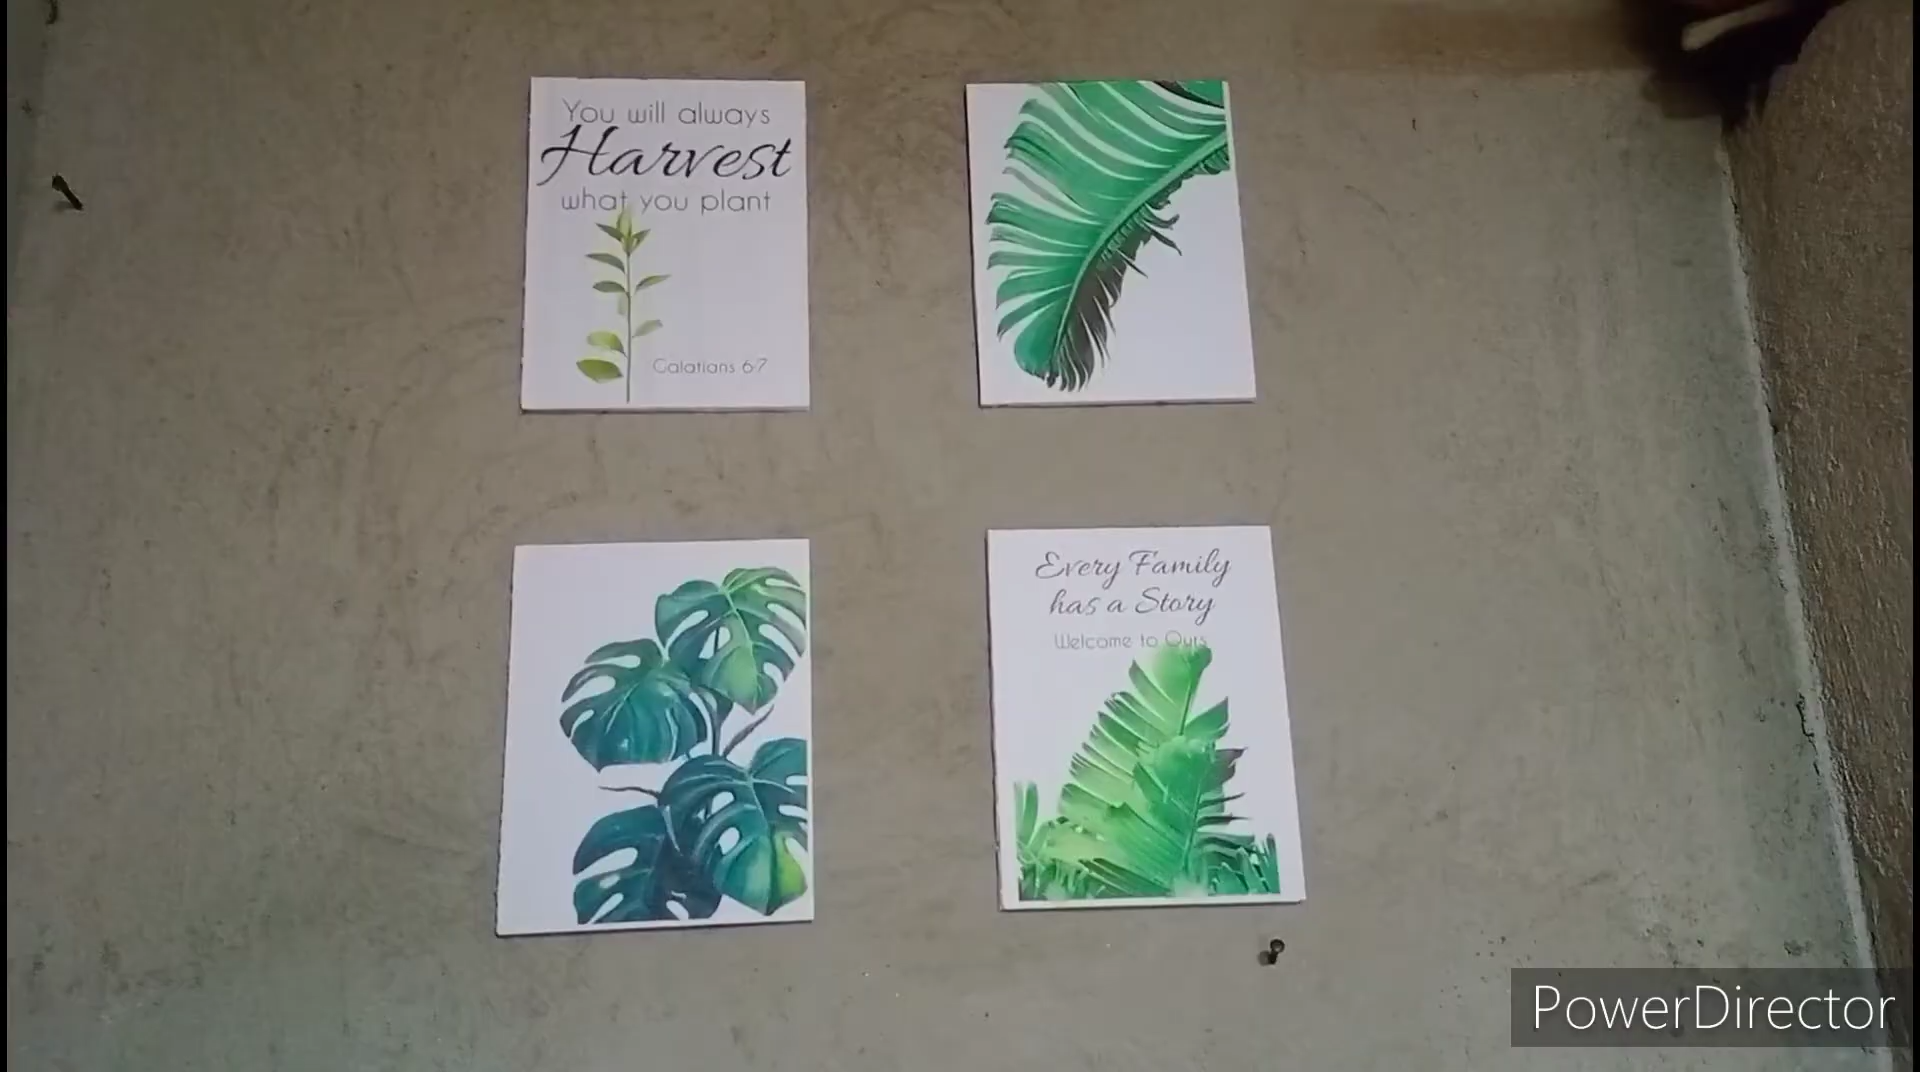 You will always
Harvest
what you plant
Galatians 6:7
Every Family
has a Story
Welcome to Ours
PowerDirector